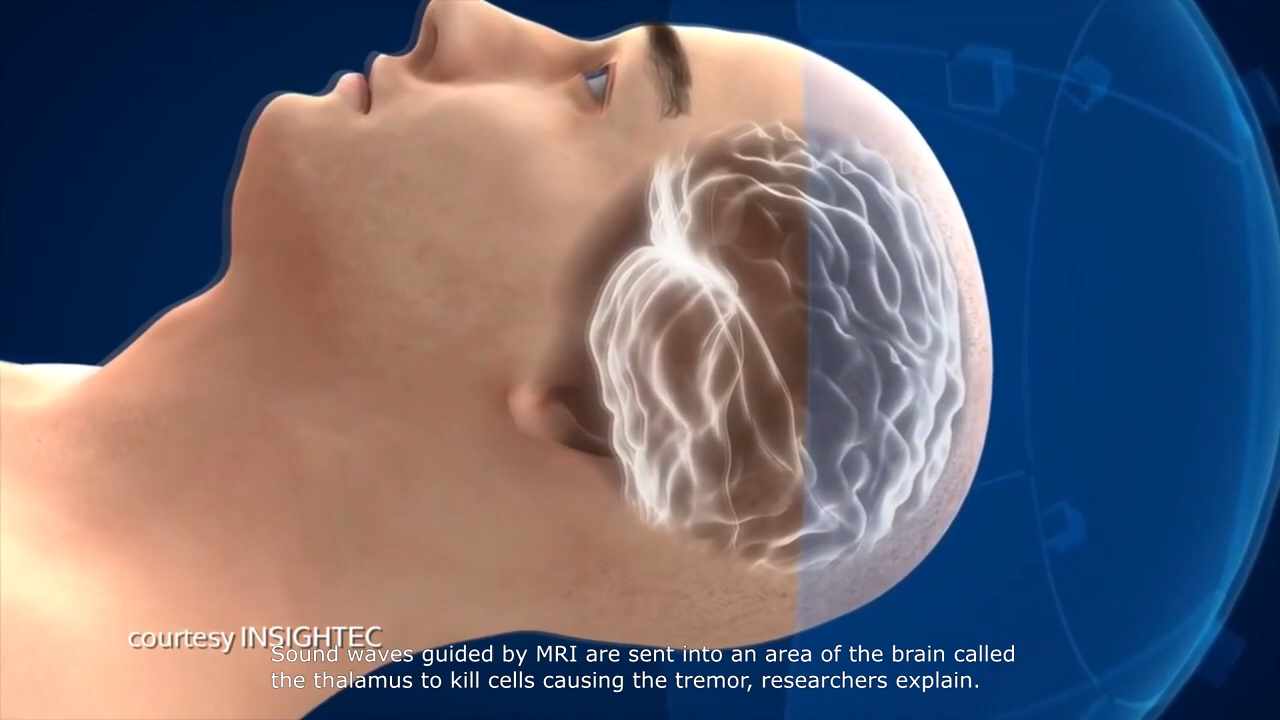 courtesy INSIGHTEC
Sound waves guided by MRI are sent into an area of the brain called
the thalamus to kill cells causing the tremor, researchers explain.